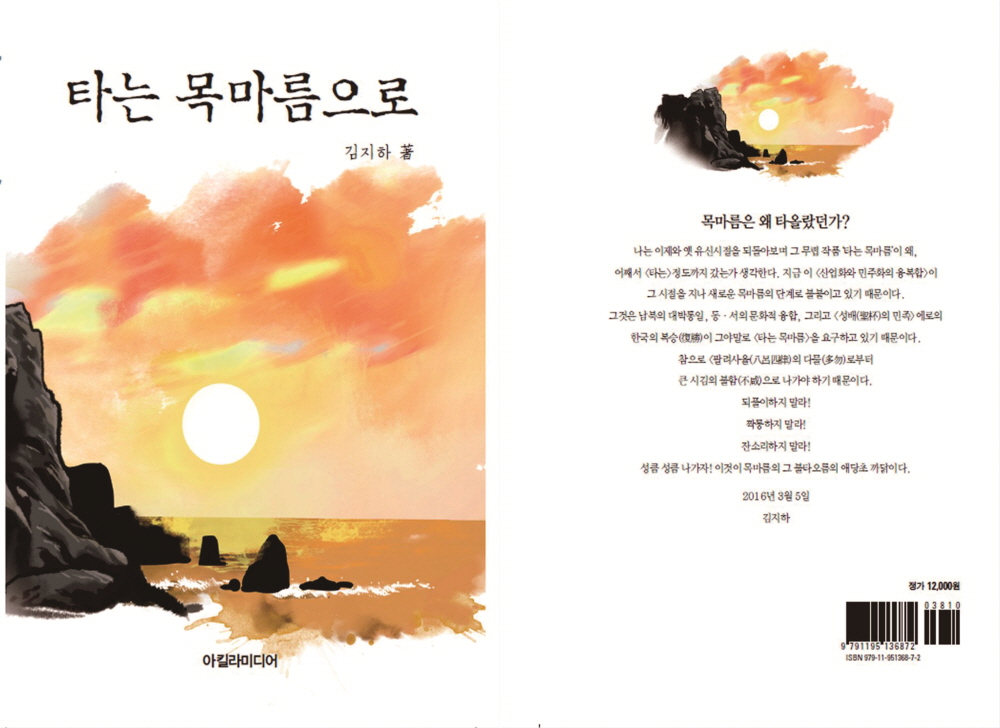 타는 목마름으로
김지하 著
아킬라미디어
목마름은 왜 타올랐던가?
나는 이제와 옛 유신시절을 되돌아보며 그 무렵 작품 '타는 목마름'이 왜,
어째서 〈타는〉정도까지 갔는가 생각한다. 지금 이 〈산업화와 민주화의 융복합〉이
그 시절을 지나 새로운 목마름의 단계로 불붙이고 있기 때문이다.
그것은 남북의 대박통일, 동·서의 문화적 융합, 그리고 〈성배(聖杯)의 민족〉에로의
한국의 복승(復勝)이 그야말로 〈타는 목마름〉을 요구하고 있기 때문이다.
참으로 〈팔려사율(八呂四律)의 다물(多勿)로부터
큰 시김의 불함(不咸)으로 나가야 하기 때문이다.
되풀이하지 말라!
짝퉁하지 말라!
잔소리하지 말라!
성큼 성큼 나가자! 이것이 목마름의 그 불타오름의 애당초 까닭이다.
2016년 3월 5일
김지하
정가 12,000원
03810
9 791195 136872
ISBN 979-11-951368-7-2